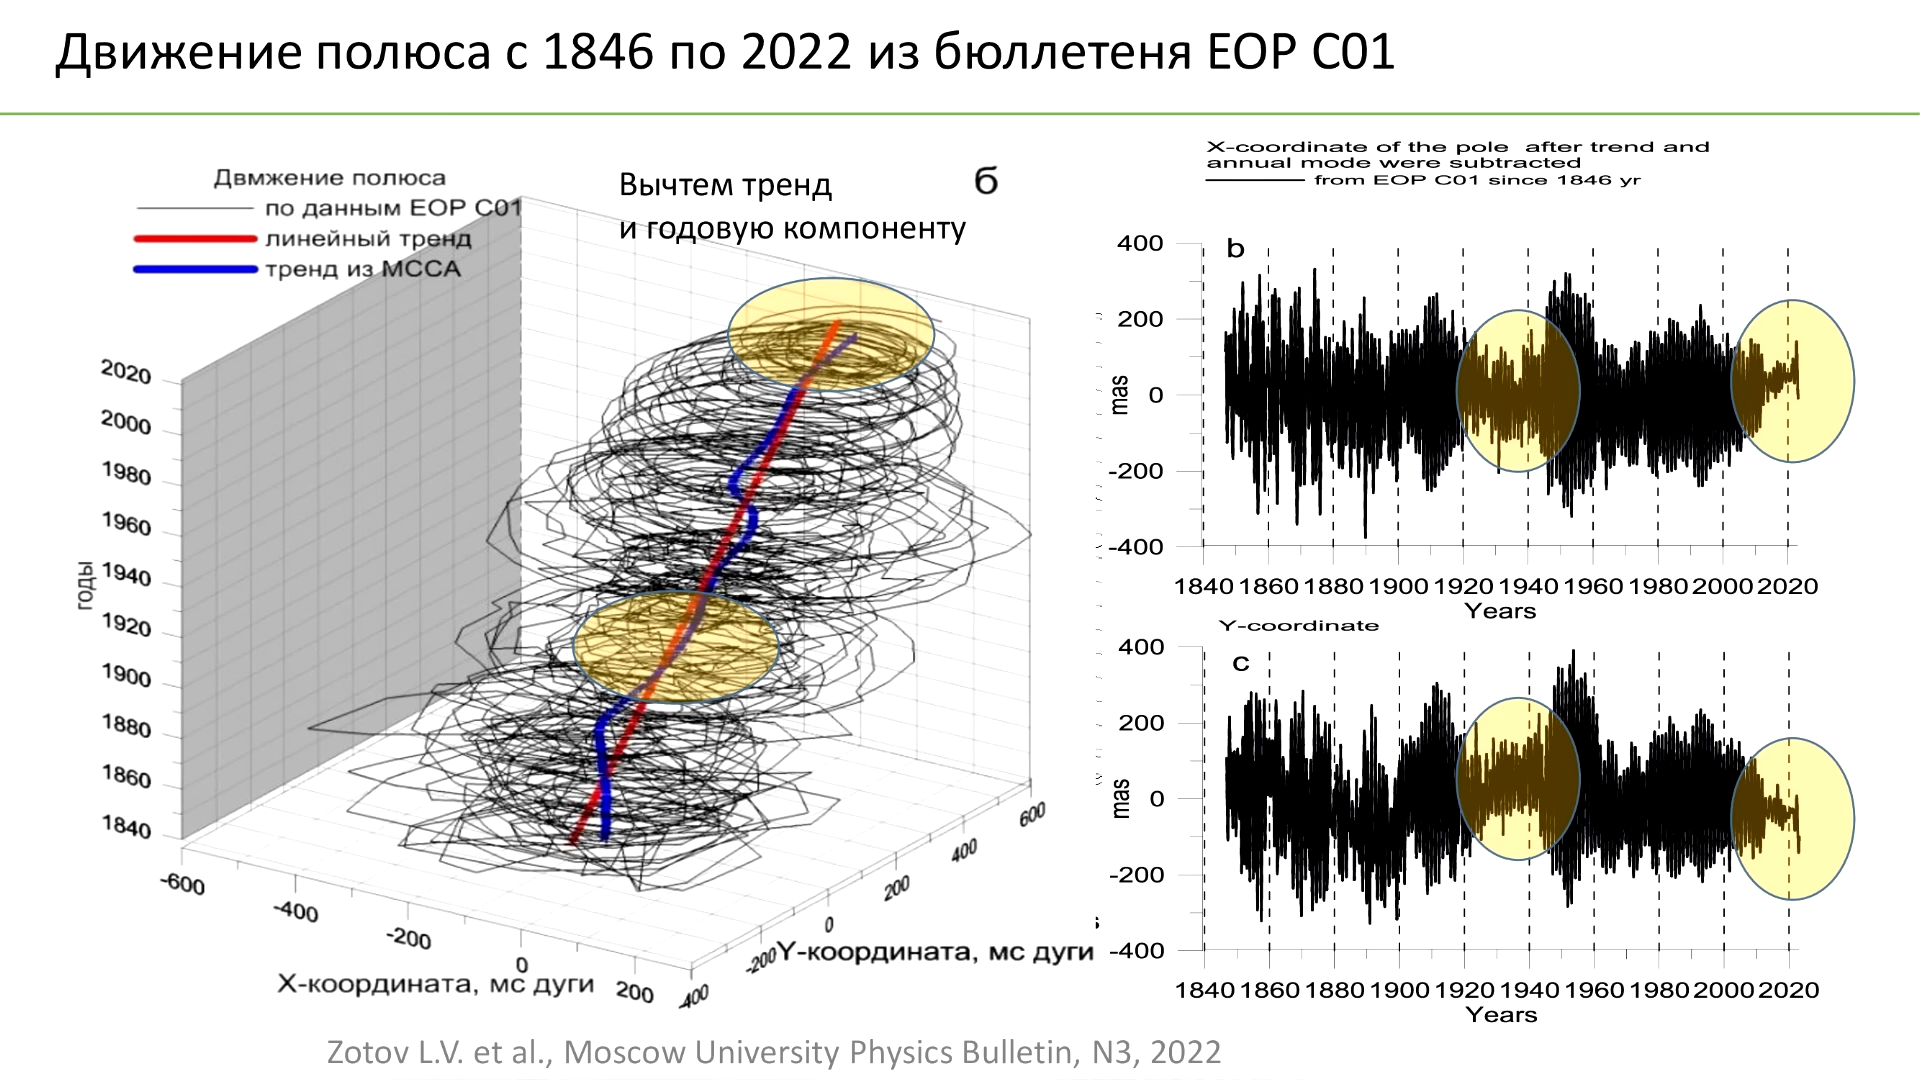 Движение полюса с 1846 по 2022 из бюллетеня EOP C01
Двмжение полюса
по данным EOP C01
линейный тренд
тренд из МССА
Вычтем тренд
и годовую компоненту
б
2020
2000
1980
1960
1940
1920
1900
1880
1860
1840
годы
-600
-400
-200
0
200
X-координата, мс дуги
-400
-200
0
200
400
600
Y-координата, мс дуги
X-coordinate of the pole after trend and
annual mode were subtracted
from EOP C01 since 1846 yr
b
400
200
0
-200
-400
mas
1840 1860 1880 1900 1920 1940 1960 1980 2000 2020
Years
Y-coordinate
c
400
200
0
-200
-400
mas
1840 1860 1880 1900 1920 1940 1960 1980 2000 2020
Years
Zotov L.V. et al., Moscow University Physics Bulletin, N3, 2022